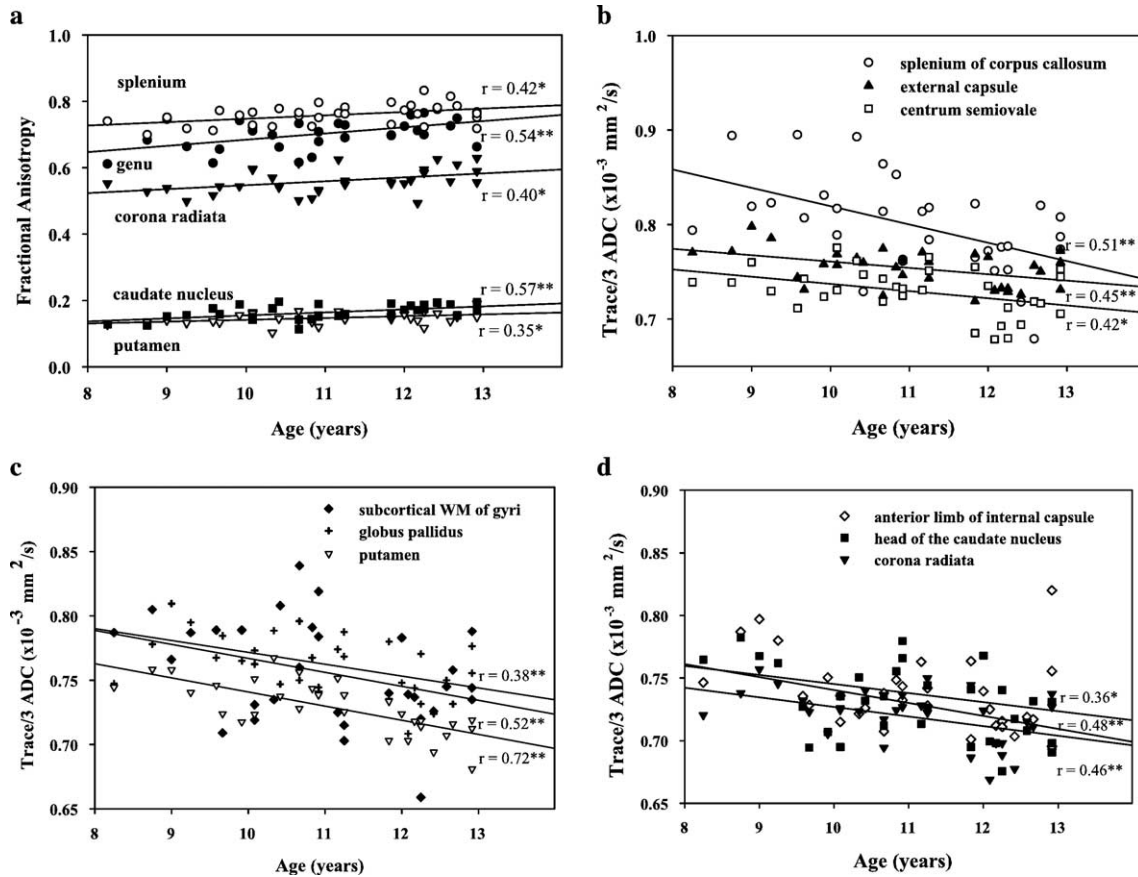 a
Fractional Anisotropy
1.0
0.8
0.6
0.4
0.2
0.0
splenium
genu
corona radiata
caudate nucleus
putamen
r = 0.42*
r = 0.54**
r = 0.40*
r = 0.57**
r = 0.35*
8 9 10 11 12 13
Age (years)
b
Trace/3 ADC (x10⁻³ mm²/s)
1.0
0.9
0.8
0.7
splenium of corpus callosum
external capsule
centrum semiovale
r = 0.51**
r = 0.45**
r = 0.42*
8 9 10 11 12 13
Age (years)
c
Trace/3 ADC (x10⁻³ mm²/s)
0.90
0.85
0.80
0.75
0.70
0.65
subcortical WM of gyri
globus pallidus
putamen
r = 0.38**
r = 0.52**
r = 0.72**
8 9 10 11 12 13
Age (years)
d
Trace/3 ADC (x10⁻³ mm²/s)
0.90
0.85
0.80
0.75
0.70
0.65
anterior limb of internal capsule
head of the caudate nucleus
corona radiata
r = 0.36*
r = 0.48**
r = 0.46**
8 9 10 11 12 13
Age (years)